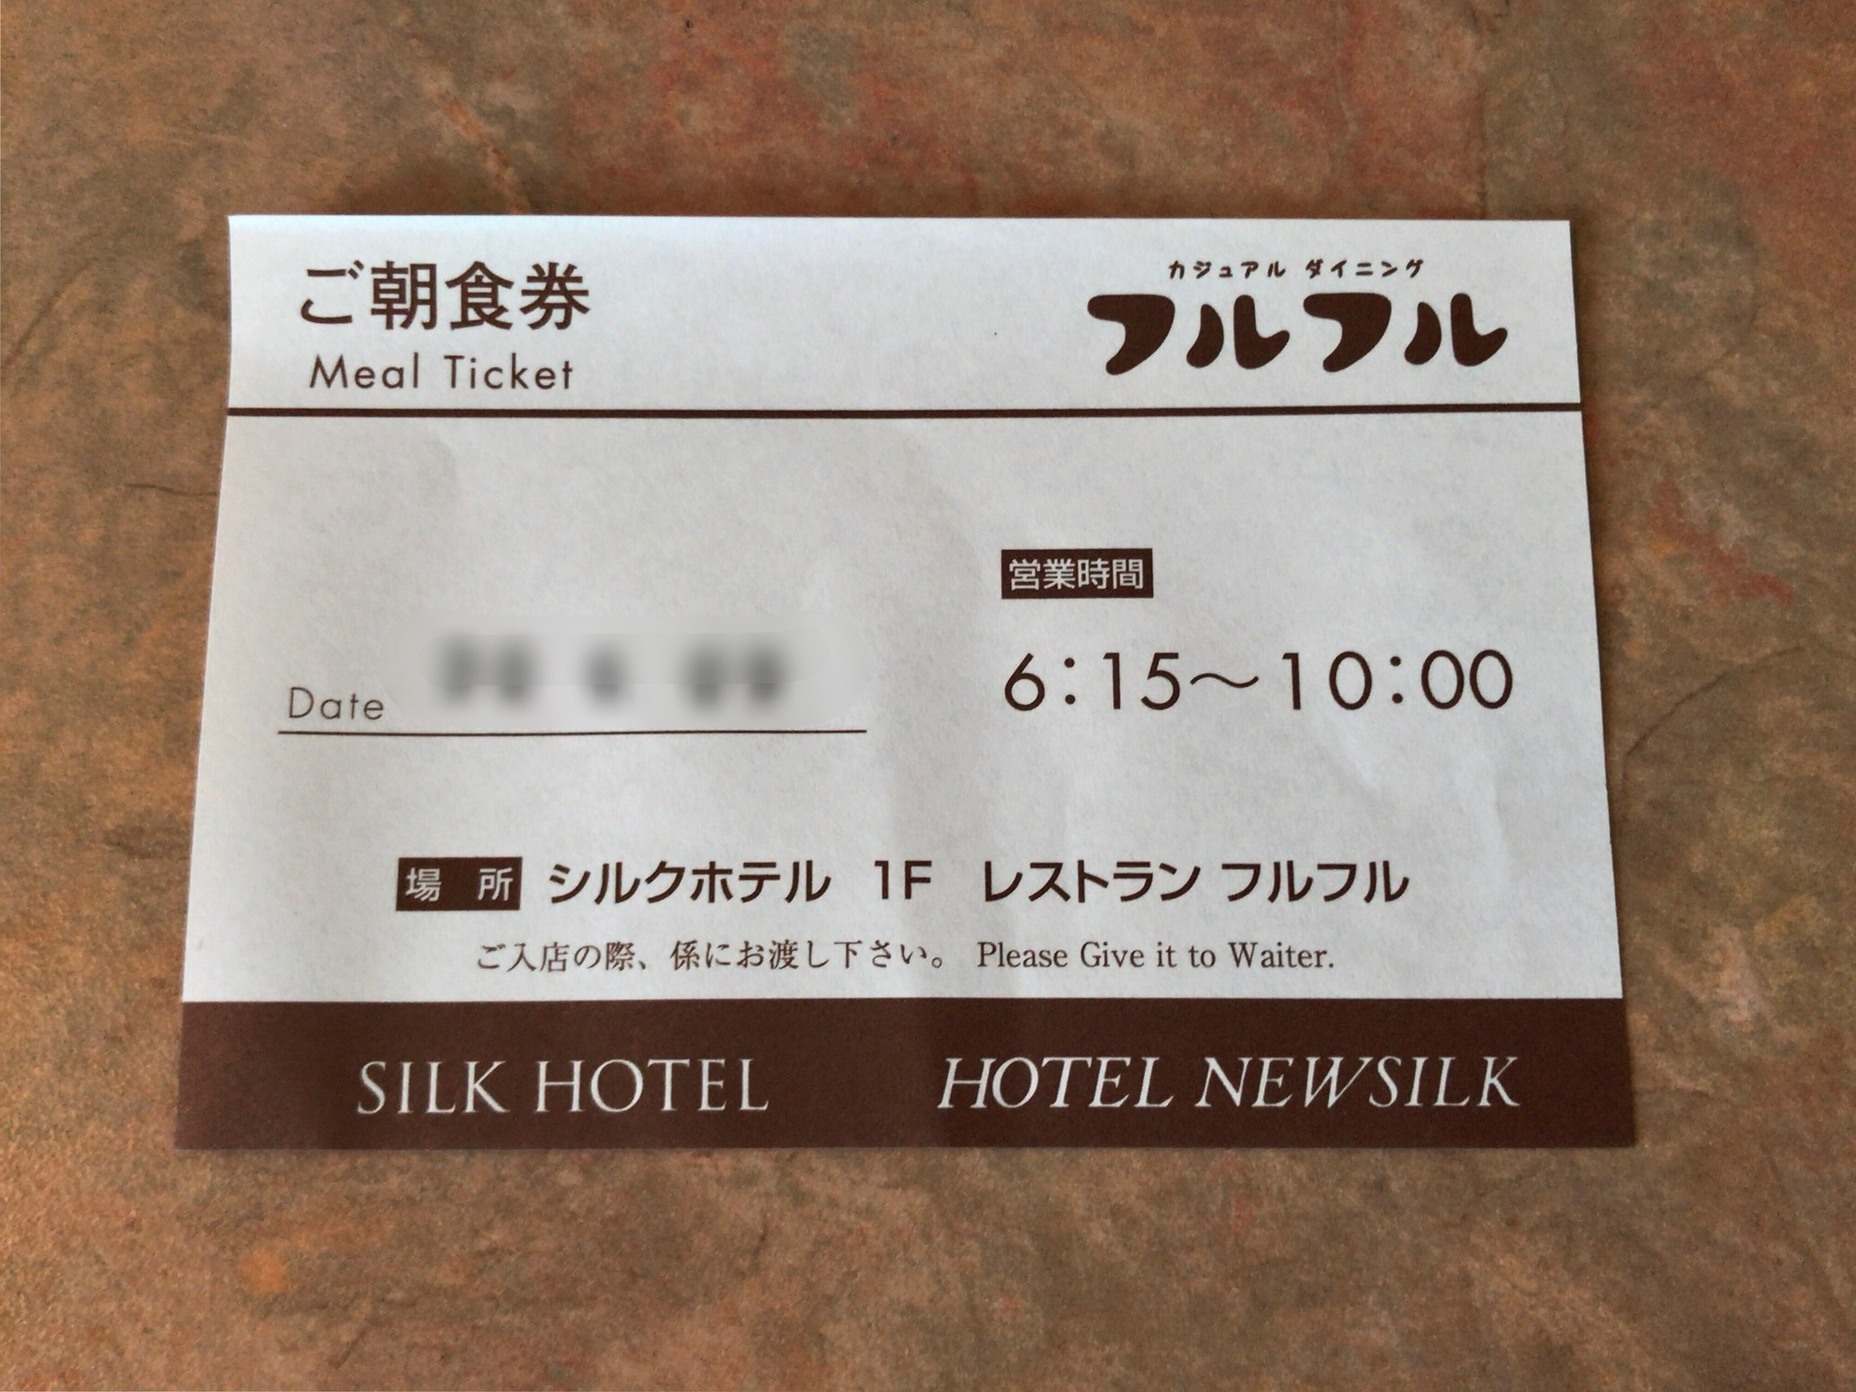 ご朝食券
Meal Ticket
カジュアル ダイニング
フルフル
営業時間
6:15～10:00
Date
場 所 シルクホテル 1F レストラン フルフル
ご入店の際、係にお渡し下さい。 Please Give it to Waiter.
SILK HOTEL HOTEL NEWSILK